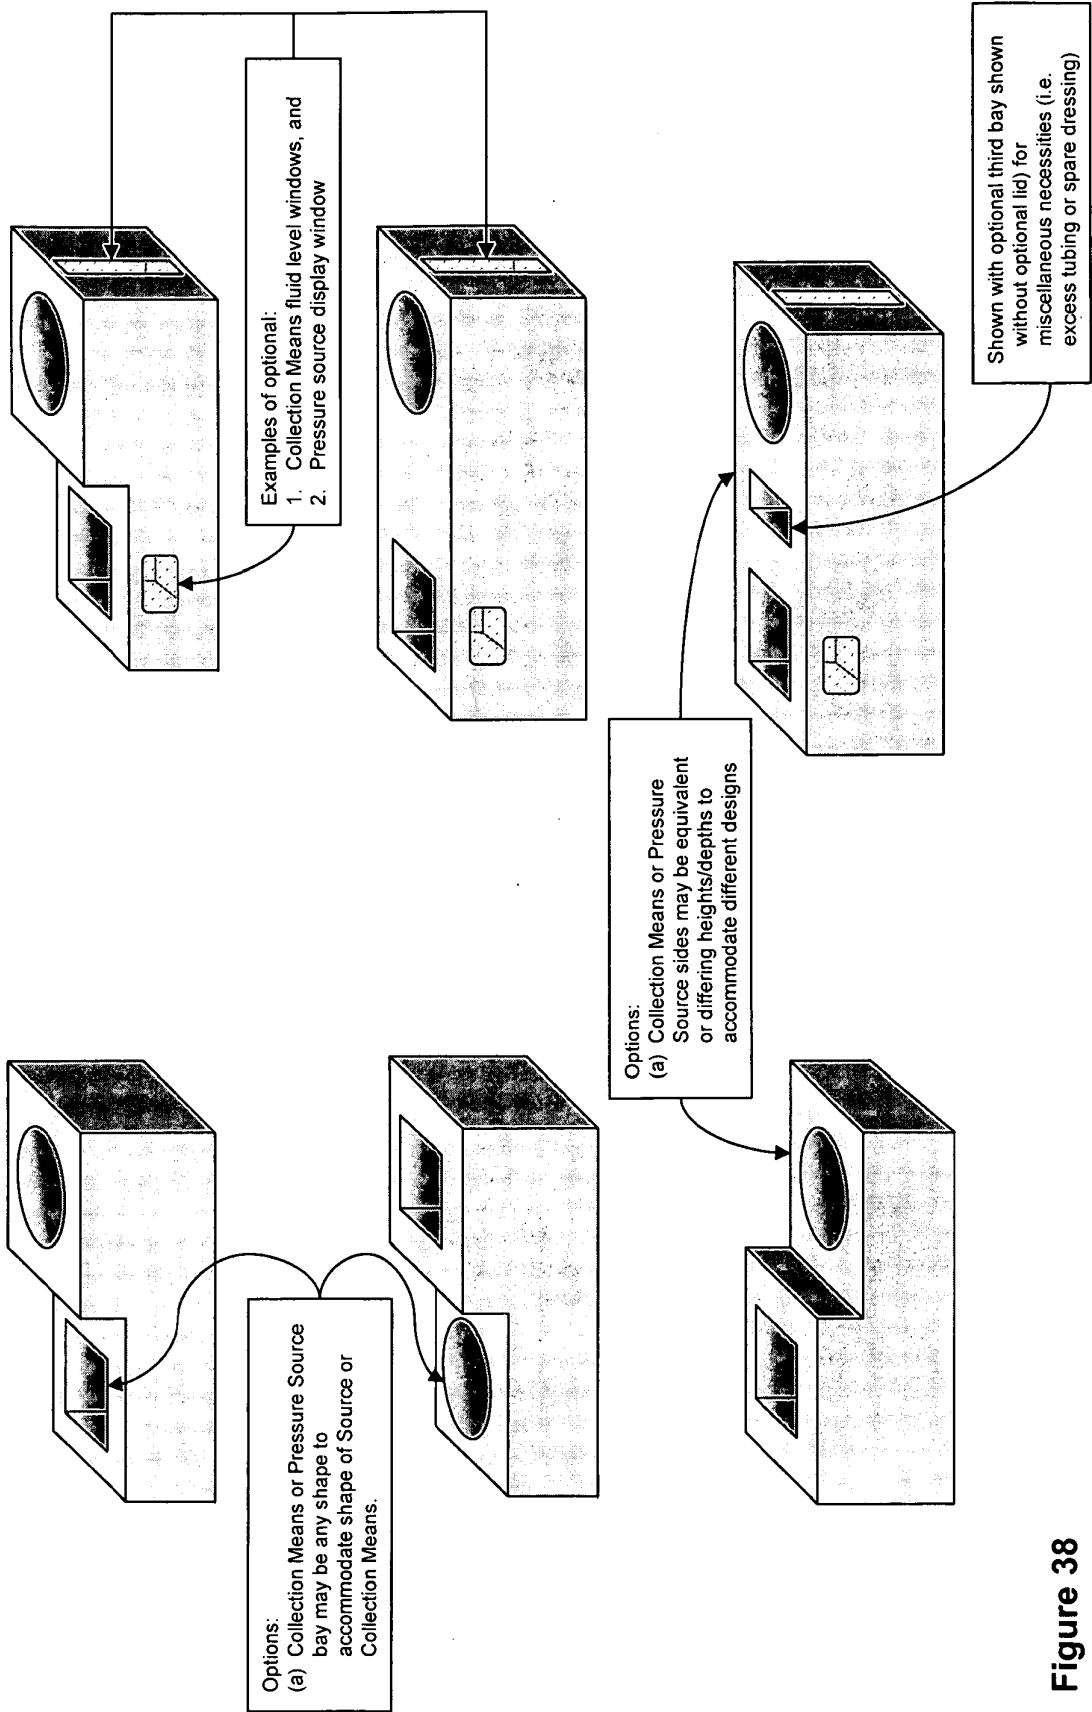 Options:
(a) Collection Means or Pressure Source
bay may be any shape to
accommodate shape of Source or
Collection Means.
Examples of optional:
1. Collection Means fluid level windows, and
2. Pressure source display window
Options:
(a) Collection Means or Pressure
Source sides may be equivalent
or differing heights/depths to
accommodate different designs
Shown with optional third bay shown
without optional lid) for
miscellaneous necessities (i.e.
excess tubing or spare dressing)
Figure 38